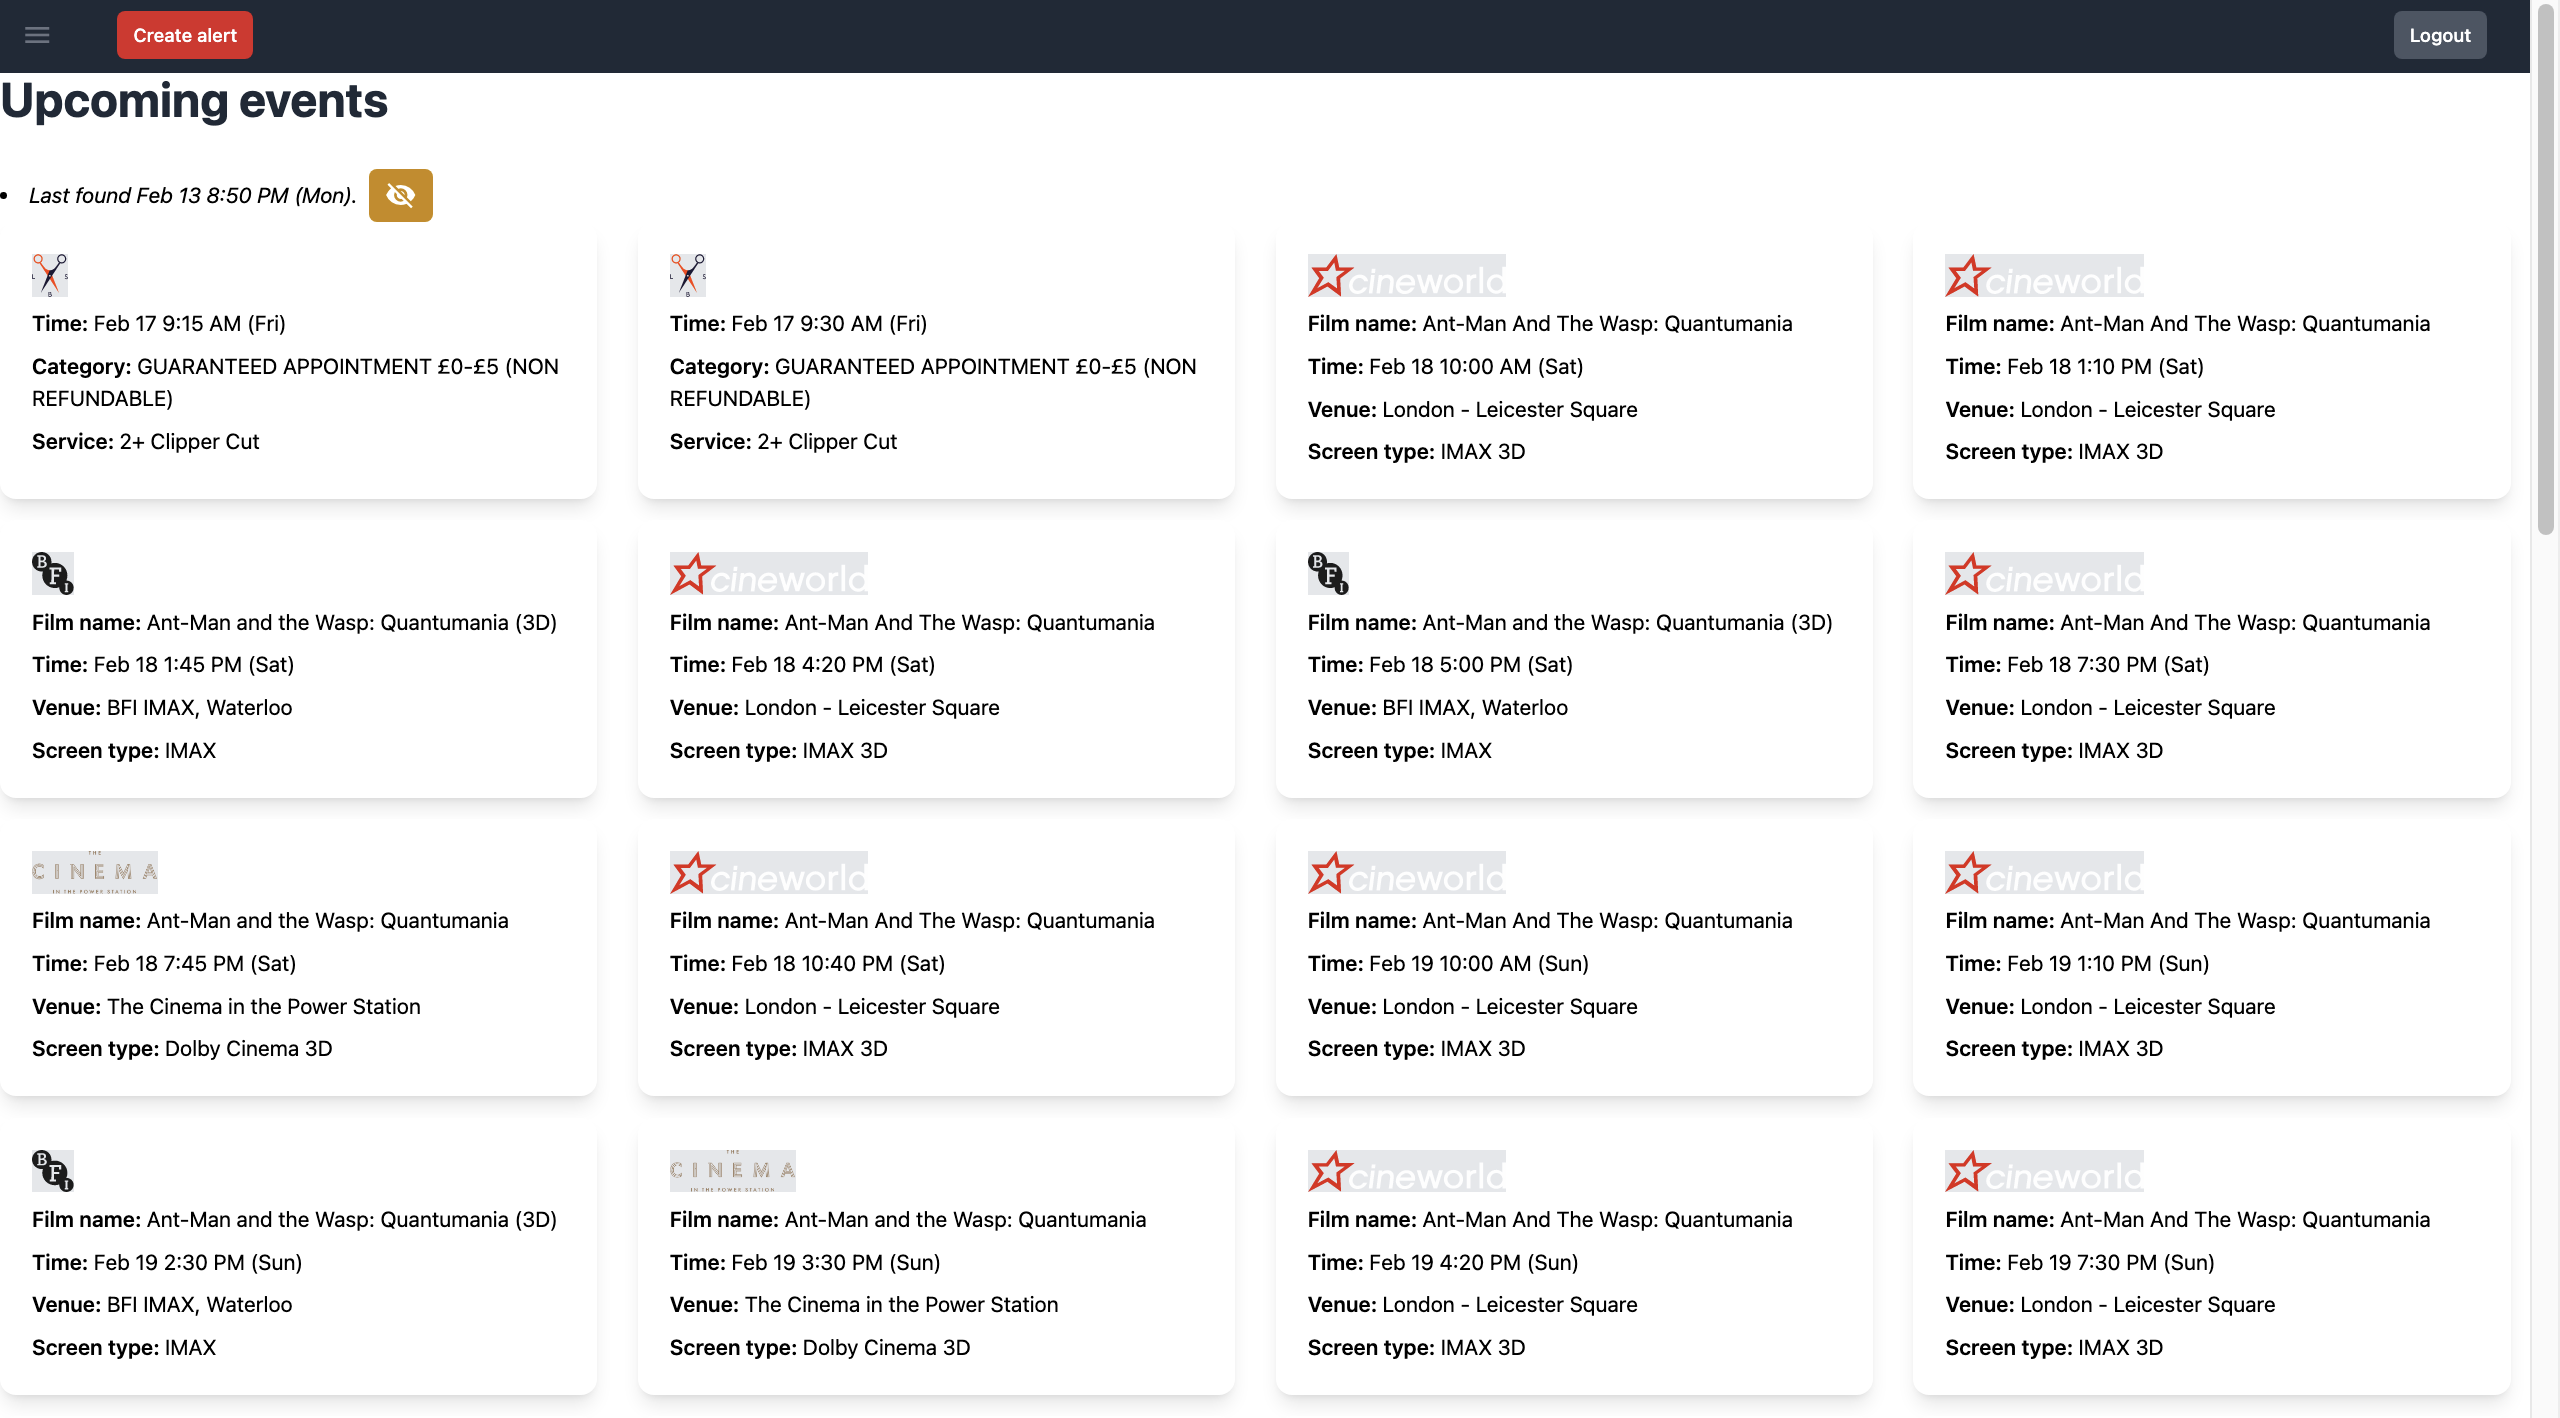 Create alert
Logout
Upcoming events
Last found Feb 13 8:50 PM (Mon).
L S
B
Time: Feb 17 9:15 AM (Fri)
Category: GUARANTEED APPOINTMENT £0-£5 (NON
REFUNDABLE)
Service: 2+ Clipper Cut
L S
B
Time: Feb 17 9:30 AM (Fri)
Category: GUARANTEED APPOINTMENT £0-£5 (NON
REFUNDABLE)
Service: 2+ Clipper Cut
cineworld
Film name: Ant-Man And The Wasp: Quantumania
Time: Feb 18 10:00 AM (Sat)
Venue: London - Leicester Square
Screen type: IMAX 3D
cineworld
Film name: Ant-Man And The Wasp: Quantumania
Time: Feb 18 1:10 PM (Sat)
Venue: London - Leicester Square
Screen type: IMAX 3D
BFI
Film name: Ant-Man and the Wasp: Quantumania (3D)
Time: Feb 18 1:45 PM (Sat)
Venue: BFI IMAX, Waterloo
Screen type: IMAX
cineworld
Film name: Ant-Man And The Wasp: Quantumania
Time: Feb 18 4:20 PM (Sat)
Venue: London - Leicester Square
Screen type: IMAX 3D
BFI
Film name: Ant-Man and the Wasp: Quantumania (3D)
Time: Feb 18 5:00 PM (Sat)
Venue: BFI IMAX, Waterloo
Screen type: IMAX
cineworld
Film name: Ant-Man And The Wasp: Quantumania
Time: Feb 18 7:30 PM (Sat)
Venue: London - Leicester Square
Screen type: IMAX 3D
THE
CINEMA
IN THE POWER STATION
Film name: Ant-Man and the Wasp: Quantumania
Time: Feb 18 7:45 PM (Sat)
Venue: The Cinema in the Power Station
Screen type: Dolby Cinema 3D
cineworld
Film name: Ant-Man And The Wasp: Quantumania
Time: Feb 18 10:40 PM (Sat)
Venue: London - Leicester Square
Screen type: IMAX 3D
cineworld
Film name: Ant-Man And The Wasp: Quantumania
Time: Feb 19 10:00 AM (Sun)
Venue: London - Leicester Square
Screen type: IMAX 3D
cineworld
Film name: Ant-Man And The Wasp: Quantumania
Time: Feb 19 1:10 PM (Sun)
Venue: London - Leicester Square
Screen type: IMAX 3D
BFI
Film name: Ant-Man and the Wasp: Quantumania (3D)
Time: Feb 19 2:30 PM (Sun)
Venue: BFI IMAX, Waterloo
Screen type: IMAX
THE
CINEMA
IN THE POWER STATION
Film name: Ant-Man and the Wasp: Quantumania
Time: Feb 19 3:30 PM (Sun)
Venue: The Cinema in the Power Station
Screen type: Dolby Cinema 3D
cineworld
Film name: Ant-Man And The Wasp: Quantumania
Time: Feb 19 4:20 PM (Sun)
Venue: London - Leicester Square
Screen type: IMAX 3D
cineworld
Film name: Ant-Man And The Wasp: Quantumania
Time: Feb 19 7:30 PM (Sun)
Venue: London - Leicester Square
Screen type: IMAX 3D